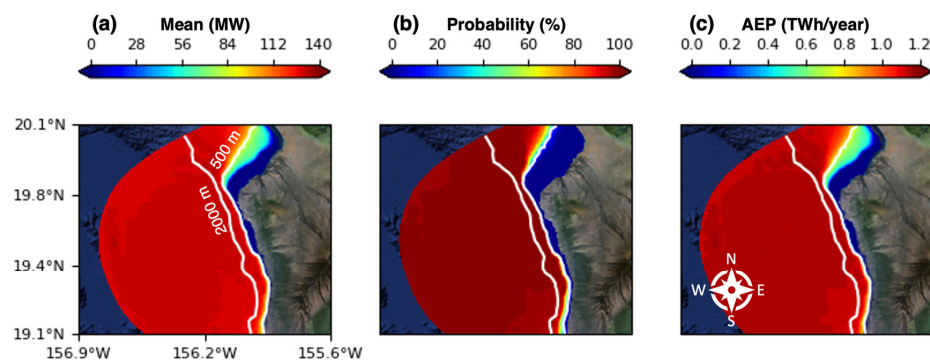 (a) Mean (MW)
0 28 56 84 112 140
(b) Probability (%)
0 20 40 60 80 100
(c) AEP (TWh/year)
0.0 0.2 0.4 0.6 0.8 1.0 1.2
20.1°N
19.8°N
19.4°N
19.1°N
156.9°W 156.2°W 155.6°W
500 m
2000 m
N
W E
S